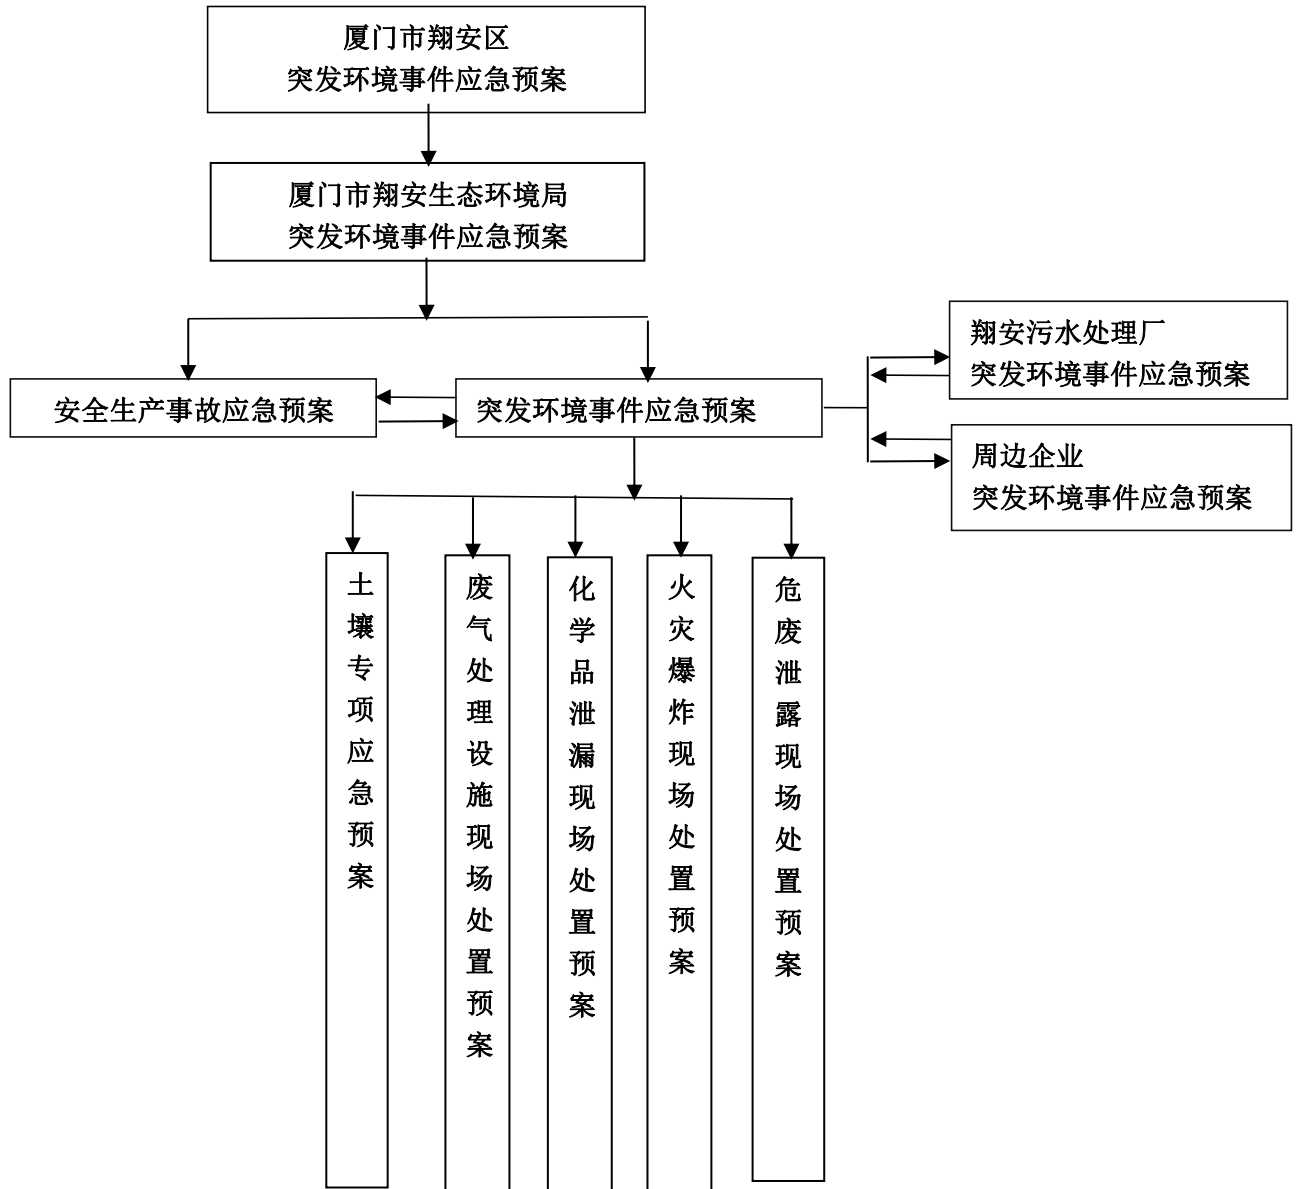 厦门市翔安区
突发环境事件应急预案
厦门市翔安生态环境局
突发环境事件应急预案
翔安污水处理厂
突发环境事件应急预案
安全生产事故应急预案
突发环境事件应急预案
周边企业
突发环境事件应急预案
土壤专项应急预案
废气处理设施现场处置预案
化学品泄漏现场处置预案
火灾爆炸现场处置预案
危废泄露现场处置预案